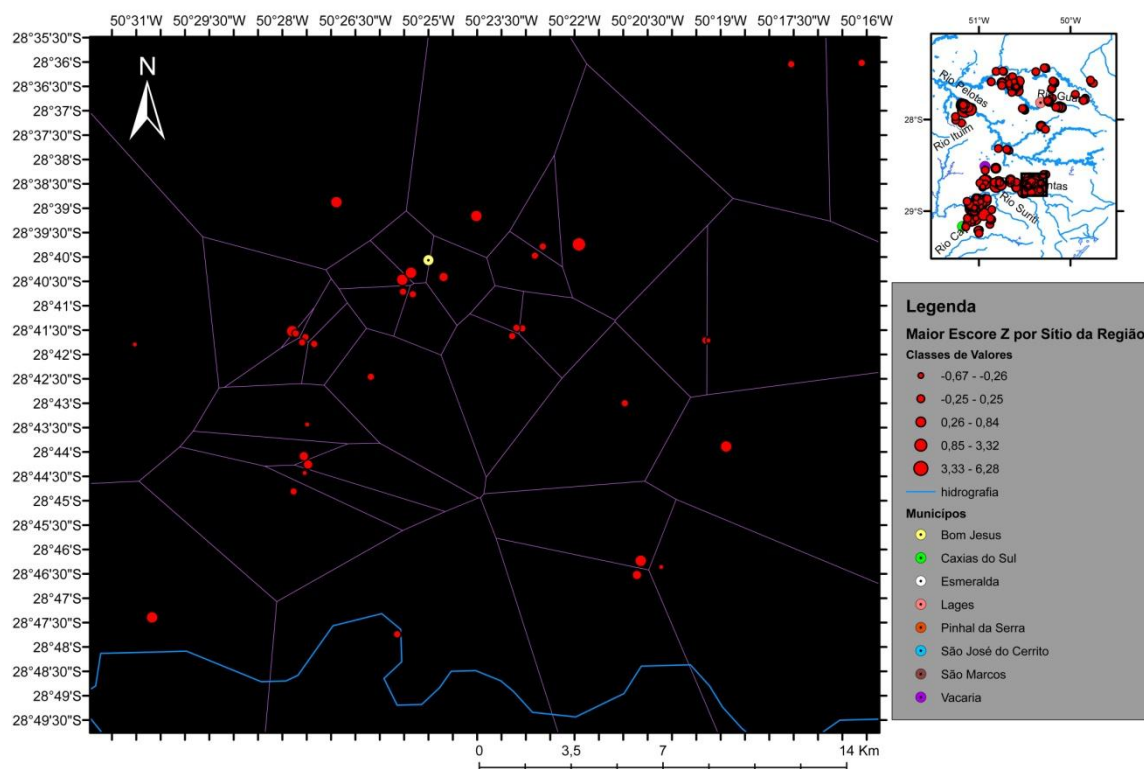 50°31"O 50°29'30"O 50°28"O 50°26'30"O 50°25"O 50°23'30"O 50°22"O 50°20'30"O 50°19"O 50°17'30"O 50°16"O
28°35'30"S
28°36"S
28°36'30"S
28°37"S
28°37'30"S
28°38"S
28°38'30"S
28°39"S
28°39'30"S
28°40"S
28°40'30"S
28°41"S
28°41'30"S
28°42"S
28°42'30"S
28°43"S
28°43'30"S
28°44"S
28°44'30"S
28°45"S
28°45'30"S
28°46"S
28°46'30"S
28°47"S
28°47'30"S
28°48"S
28°48'30"S
28°49"S
28°49'30"S
N
0 3,5 7 14 Km
51°W 50°W
28°S
29°S
Rio Pelotas
Rio Ituim
Legenda
Maior Escore Z por Sítio da Região
Classes de Valores
-0,67 - -0,26
-0,25 - 0,25
0,26 - 0,84
0,85 - 3,32
3,33 - 6,28
hidrografia
Municípos
Bom Jesus
Caxias do Sul
Esmeralda
Lages
Pinhal da Serra
São José do Cerrito
São Marcos
Vacaria